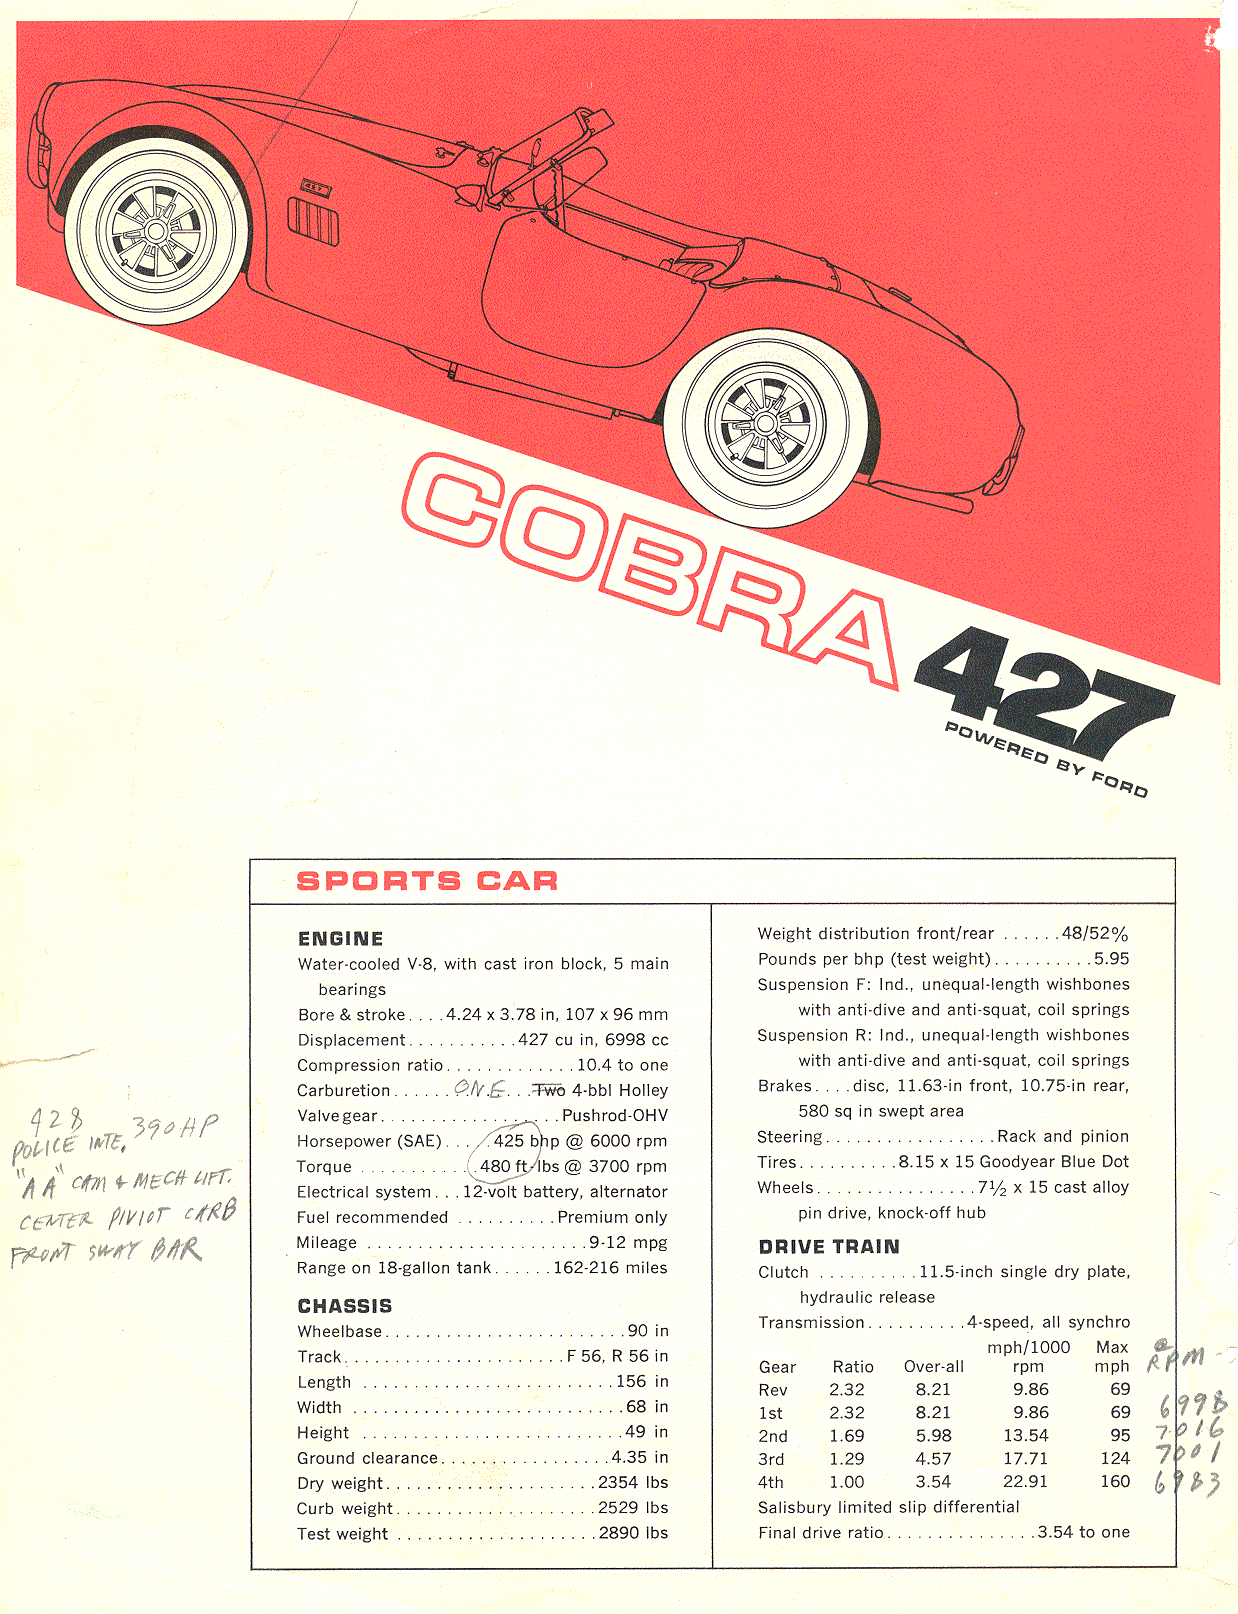 427
COBRA 427
POWERED BY FORD
SPORTS CAR
ENGINE
Water-cooled V-8, with cast iron block, 5 main
bearings
Bore & stroke....4.24 x 3.78 in, 107 x 96 mm
Displacement...........427 cu in, 6998 cc
Compression ratio.............10.4 to one
Carburetion...... O.N.E...Two 4-bbl Holley
Valve gear..................Pushrod-OHV
Horsepower (SAE).....425 bhp @ 6000 rpm
Torque ............480 ft-lbs @ 3700 rpm
Electrical system...12-volt battery, alternator
Fuel recommended ..........Premium only
Mileage ......................9-12 mpg
Range on 18-gallon tank......162-216 miles
CHASSIS
Wheelbase........................90 in
Track......................F 56, R 56 in
Length .........................156 in
Width ...........................68 in
Height ..........................49 in
Ground clearance.................4.35 in
Dry weight.....................2354 lbs
Curb weight....................2529 lbs
Test weight ....................2890 lbs
Weight distribution front/rear ......48/52%
Pounds per bhp (test weight)..........5.95
Suspension F: Ind., unequal-length wishbones
with anti-dive and anti-squat, coil springs
Suspension R: Ind., unequal-length wishbones
with anti-dive and anti-squat, coil springs
Brakes....disc, 11.63-in front, 10.75-in rear,
580 sq in swept area
Steering.................Rack and pinion
Tires..........8.15 x 15 Goodyear Blue Dot
Wheels................7½ x 15 cast alloy
pin drive, knock-off hub
DRIVE TRAIN
Clutch ..........11.5-inch single dry plate,
hydraulic release
Transmission..........4-speed, all synchro
mph/1000 Max @
Gear Ratio Over-all rpm mph RPM
Rev 2.32 8.21 9.86 69
1st 2.32 8.21 9.86 69 6998
2nd 1.69 5.98 13.54 95 7016
3rd 1.29 4.57 17.71 124 7001
4th 1.00 3.54 22.91 160 6983
Salisbury limited slip differential
Final drive ratio...............3.54 to one
428
POLICE INTE. 390 HP
"AA" CAM & MECH LIFT.
CENTER PIVIOT CARB
FRONT SWAY BAR